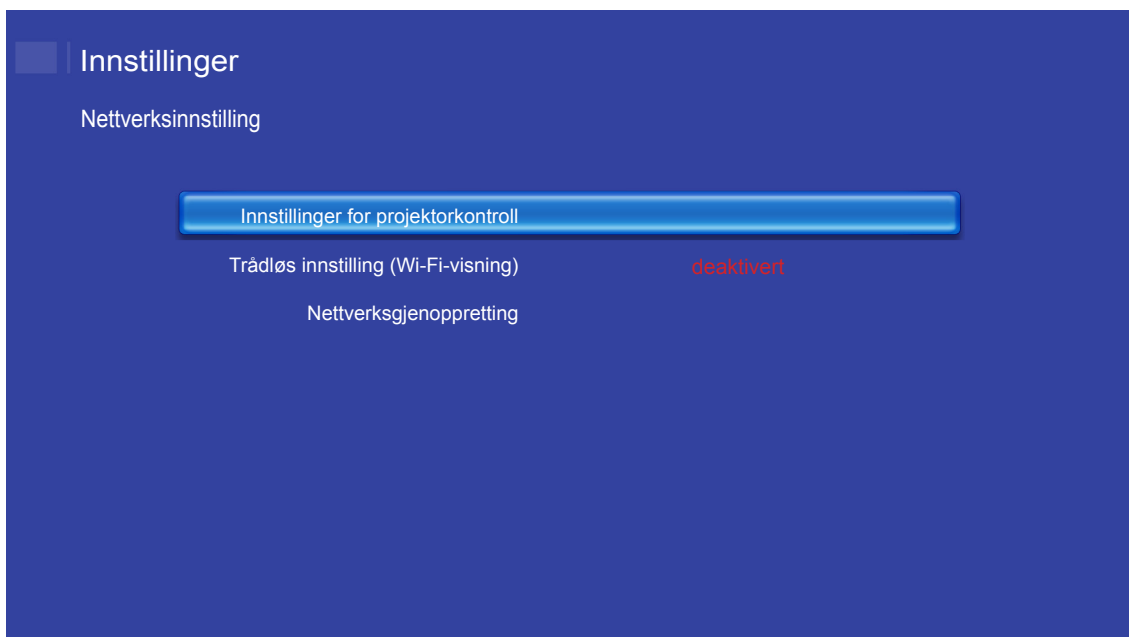 Innstillinger
Nettverksinnstilling
Innstillinger for projektorkontroll
Trådløs innstilling (Wi-Fi-visning) deaktivert
Nettverksgjenoppretting